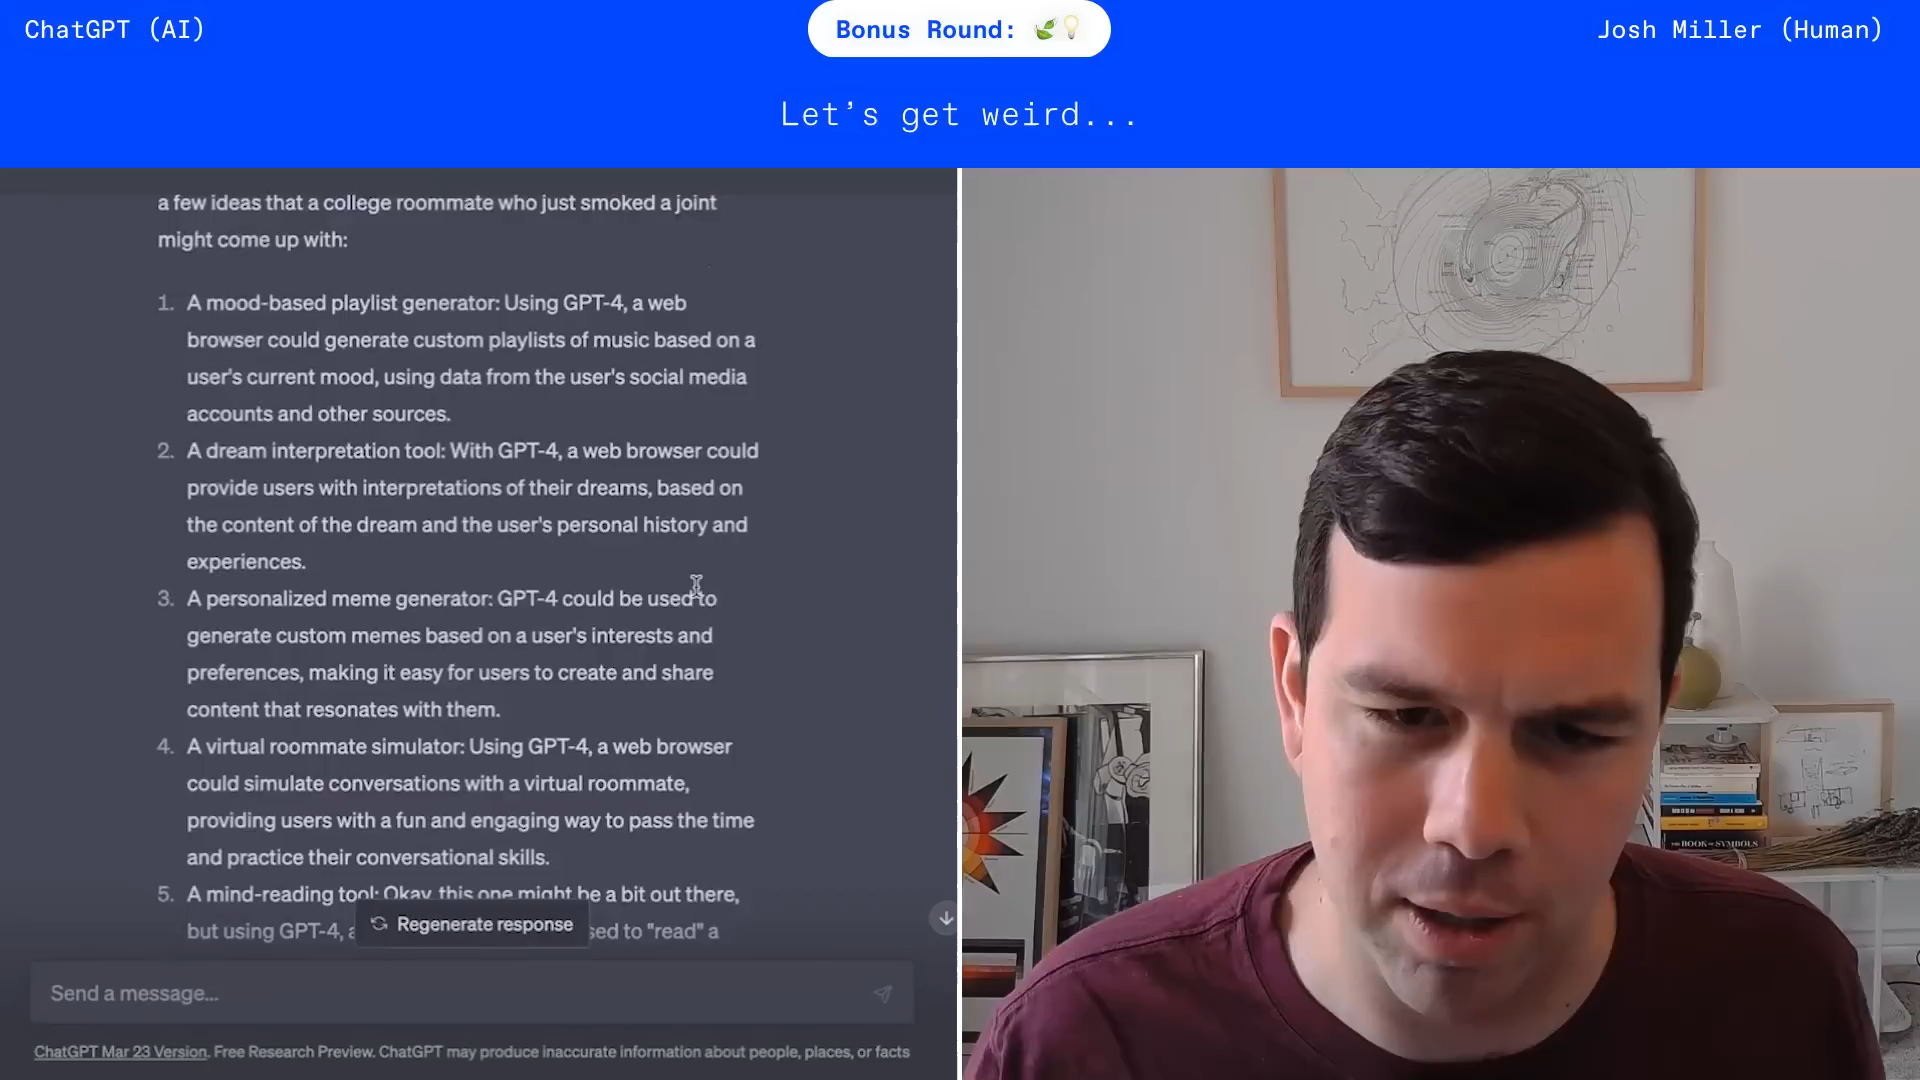 ChatGPT (AI)
Bonus Round:
Josh Miller (Human)
Let's get weird...
a few ideas that a college roommate who just smoked a joint
might come up with:
1. A mood-based playlist generator: Using GPT-4, a web
browser could generate custom playlists of music based on a
user's current mood, using data from the user's social media
accounts and other sources.
2. A dream interpretation tool: With GPT-4, a web browser could
provide users with interpretations of their dreams, based on
the content of the dream and the user's personal history and
experiences.
3. A personalized meme generator: GPT-4 could be used to
generate custom memes based on a user's interests and
preferences, making it easy for users to create and share
content that resonates with them.
4. A virtual roommate simulator: Using GPT-4, a web browser
could simulate conversations with a virtual roommate,
providing users with a fun and engaging way to pass the time
and practice their conversational skills.
5. A mind-reading tool: Okay, this one might be a bit out there,
but using GPT-4, to "read" a
Regenerate response
Send a message...
ChatGPT Mar 23 Version. Free Research Preview. ChatGPT may produce inaccurate information about people, places, or facts
THE BOOK OF SYMBOLS